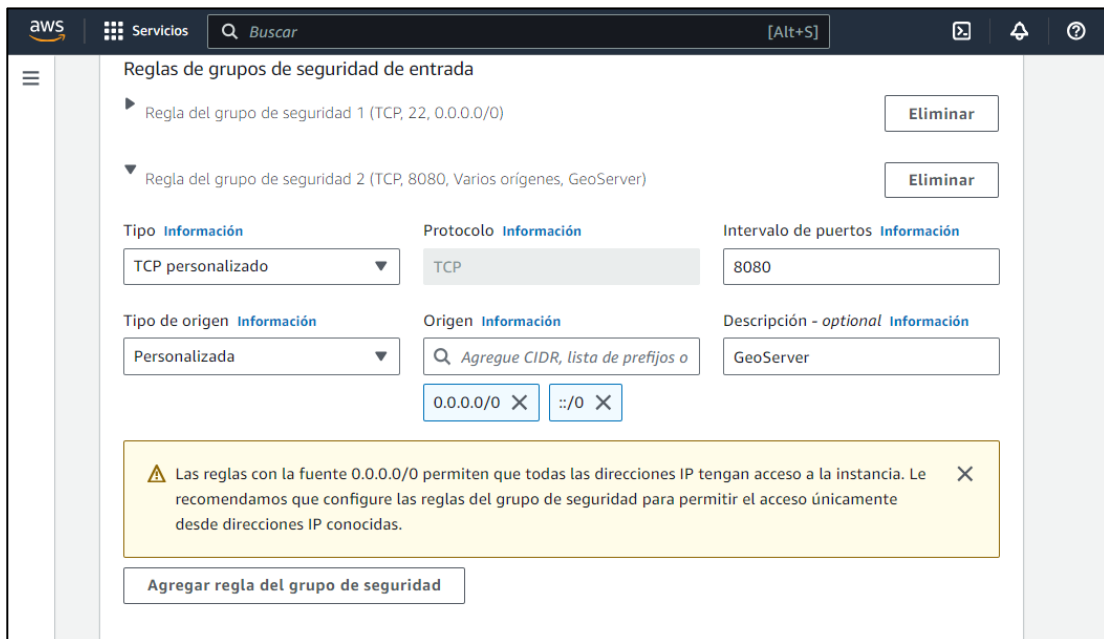 aws
Servicios
Buscar
[Alt+S]
Reglas de grupos de seguridad de entrada
Regla del grupo de seguridad 1 (TCP, 22, 0.0.0.0/0)
Eliminar
Regla del grupo de seguridad 2 (TCP, 8080, Varios orígenes, GeoServer)
Eliminar
Tipo Información
Protocolo Información
Intervalo de puertos Información
TCP personalizado
TCP
8080
Tipo de origen Información
Origen Información
Descripción - optional Información
Personalizada
Agregue CIDR, lista de prefijos o
GeoServer
0.0.0.0/0
::/0
Las reglas con la fuente 0.0.0.0/0 permiten que todas las direcciones IP tengan acceso a la instancia. Le
recomendamos que configure las reglas del grupo de seguridad para permitir el acceso únicamente
desde direcciones IP conocidas.
Agregar regla del grupo de seguridad